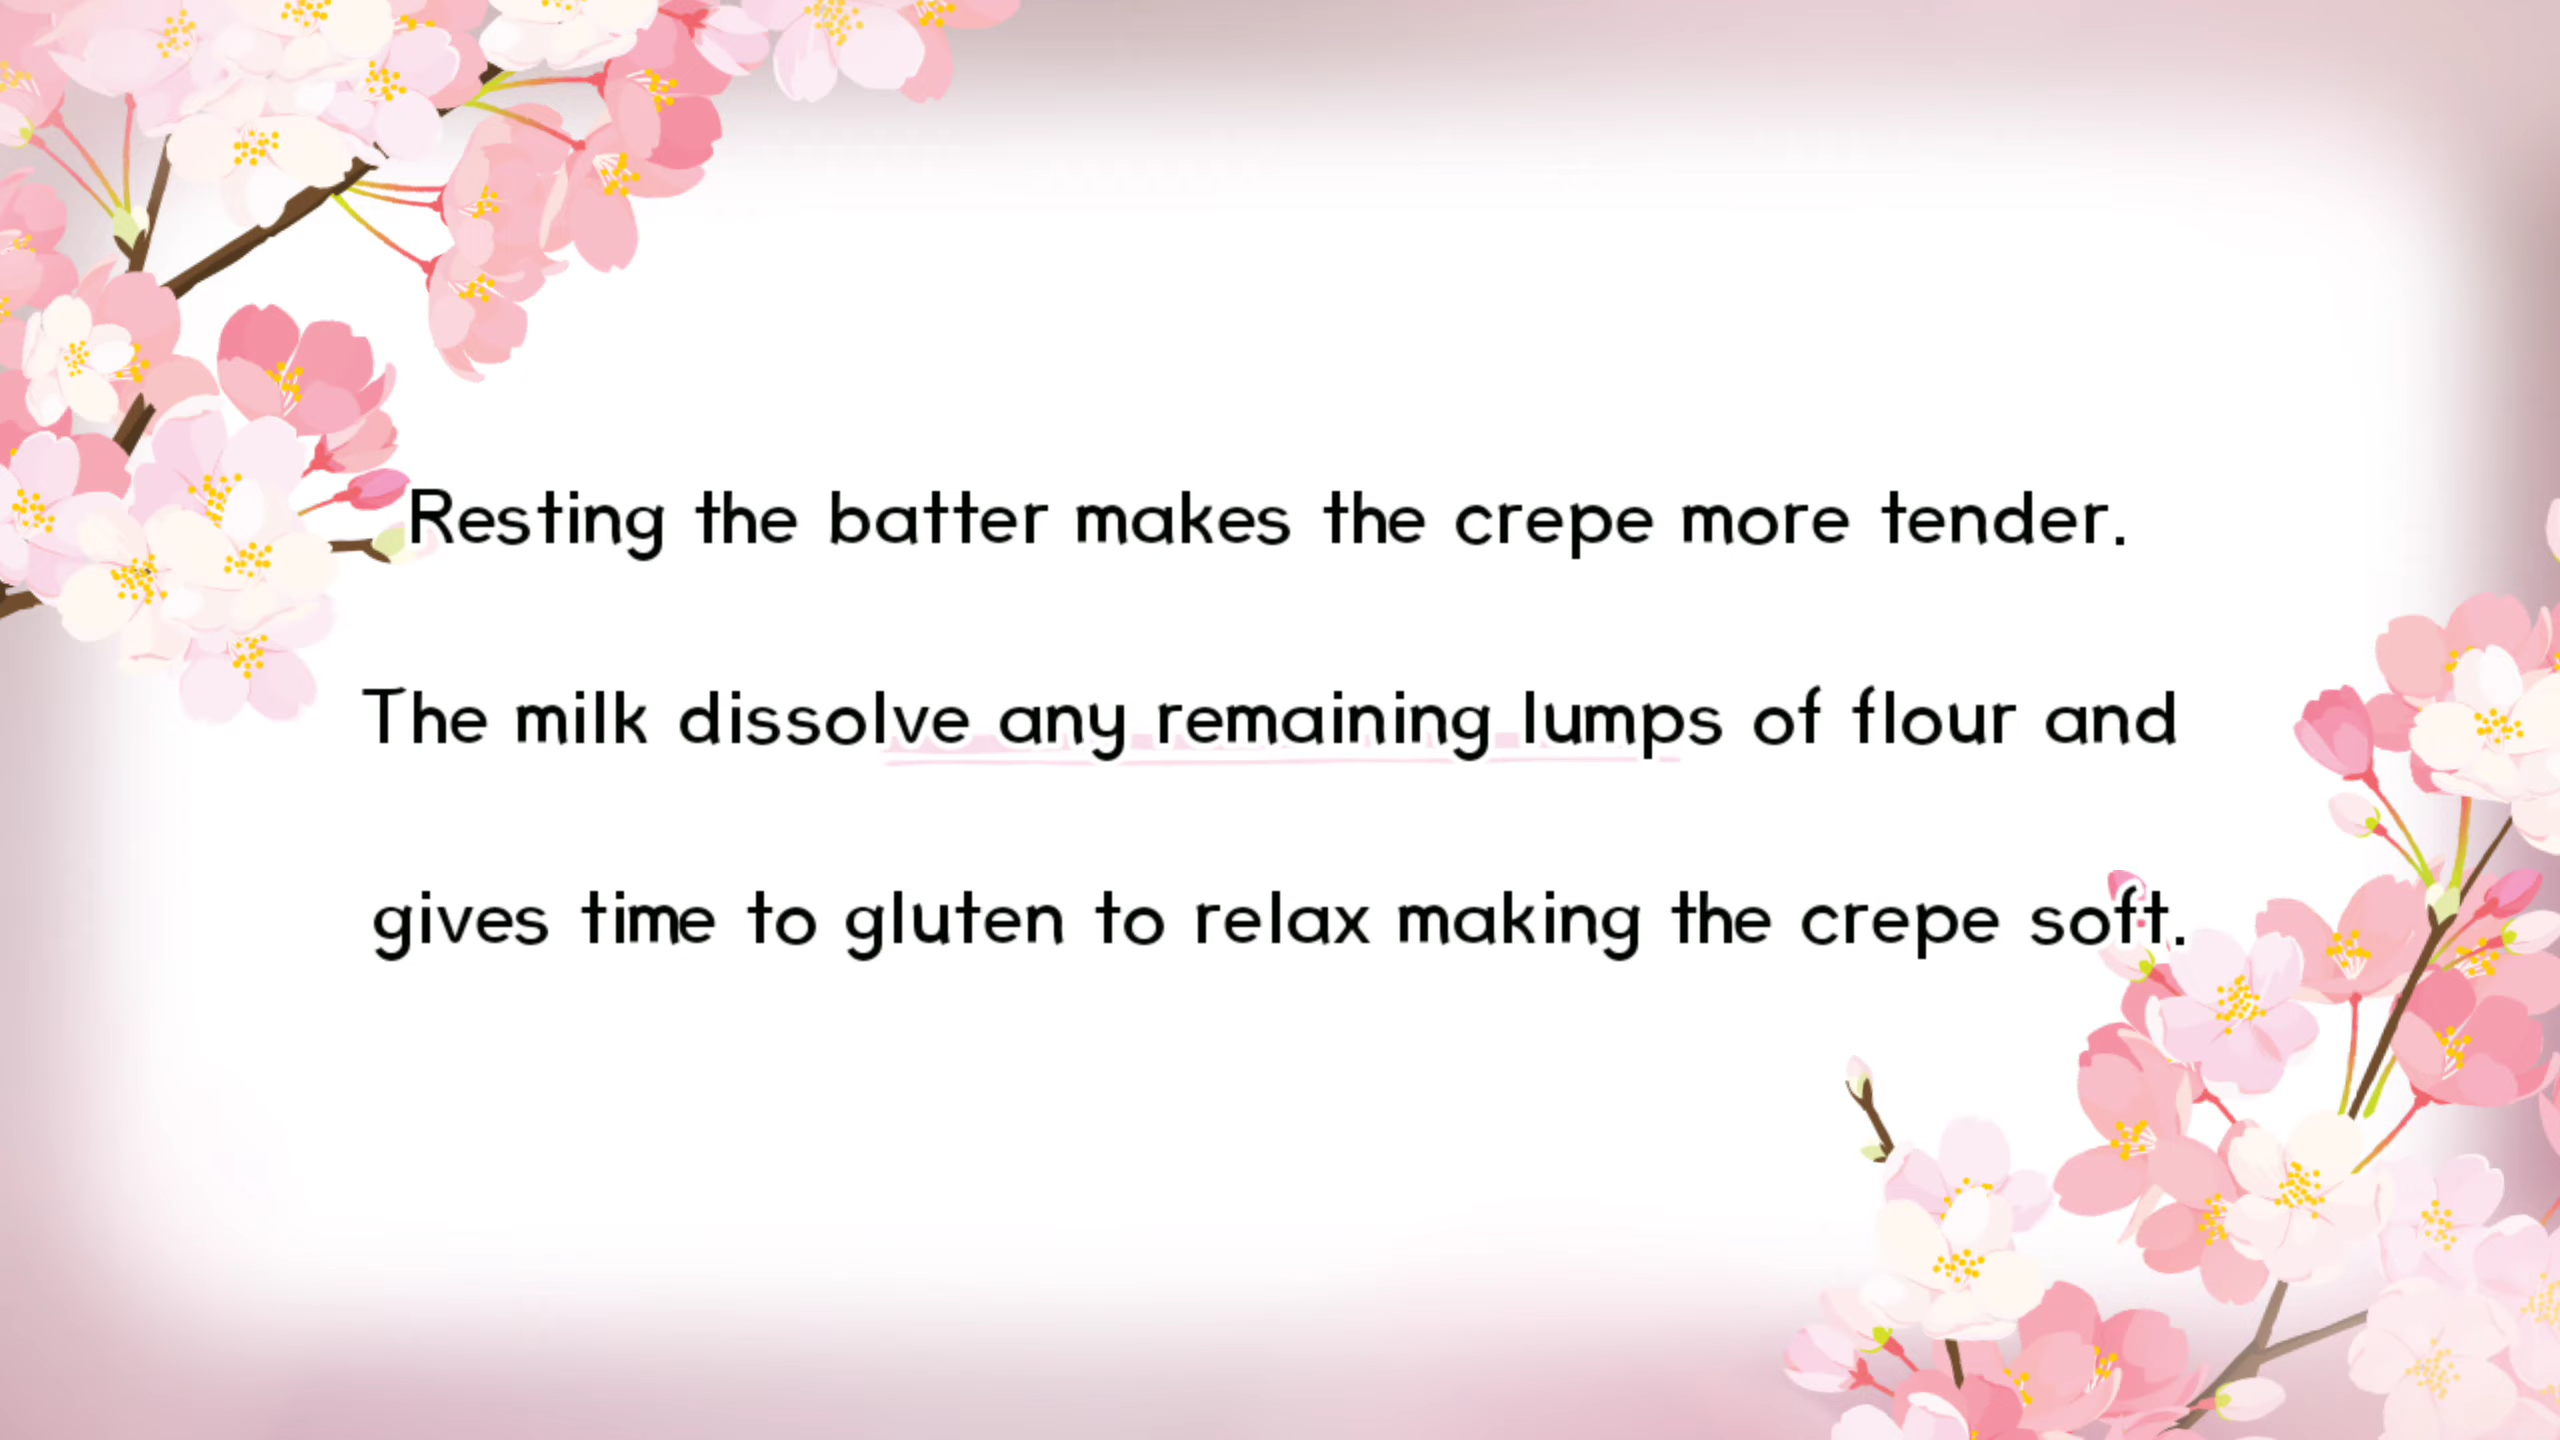 Resting the batter makes the crepe more tender.
The milk dissolve any remaining lumps of flour and
gives time to gluten to relax making the crepe soft.